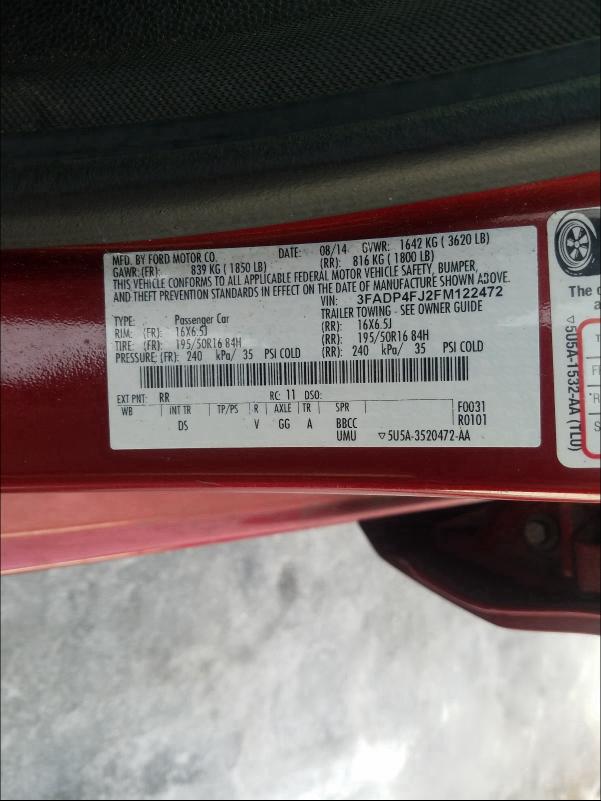 MFD. BY FORD MOTOR CO. DATE: 08/14 GVWR: 1642 KG ( 3620 LB)
GAWR:(FR): 839 KG ( 1850 LB) (RR): 816 KG ( 1800 LB)
THIS VEHICLE CONFORMS TO ALL APPLICABLE FEDERAL MOTOR VEHICLE SAFETY, BUMPER,
AND THEFT PREVENTION STANDARDS IN EFFECT ON THE DATE OF MANUFACTURE SHOWN ABOVE.
VIN: 3FADP4FJ2FM122472
TYPE: Passenger Car TRAILER TOWING - SEE OWNER GUIDE
RIM: (FR): 16X6.5J (RR): 16X6.5J
TIRE: (FR): 195/50R16 84H (RR): 195/50R16 84H
PRESSURE:(FR): 240 kPa/ 35 PSI COLD (RR): 240 kPa/ 35 PSI COLD
EXT PNT: RR RC: 11 DSO:
WB INT TR TP/PS R AXLE TR SPR F0031
DS V GG A BBCC R0101
UMU ▽5U5A-3520472-AA
The
▽5U5A-1532-AA (TLU)